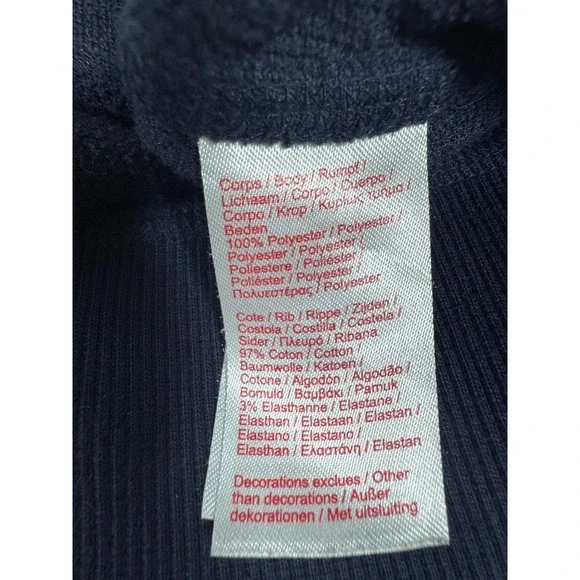 Corps / Body / Rumpf /
Lichaam / Corpo / Cuerpo /
Corpo / Krop / Κυρίως τμήμα /
Beden
100% Polyester / Polyester /
Polyester / Polyester /
Poliestere / Poliéster /
Poliéster / Polyester /
Πολυεστέρας / Polyester
Cote / Rib / Rippe / Zijden /
Costola / Costilla / Costela /
Sider / Πλευρό / Ribana
97% Coton / Cotton /
Baumwolle / Katoen /
Cotone / Algodón / Algodão /
Bomuld / Βαμβάκι / Pamuk
3% Elasthanne / Elastane /
Elasthan / Elastaan / Elastan /
Elastano / Elastano /
Elasthan / Ελαστάνη / Elastan
Decorations exclues / Other
than decorations / Außer
dekorationen / Met uitsluiting